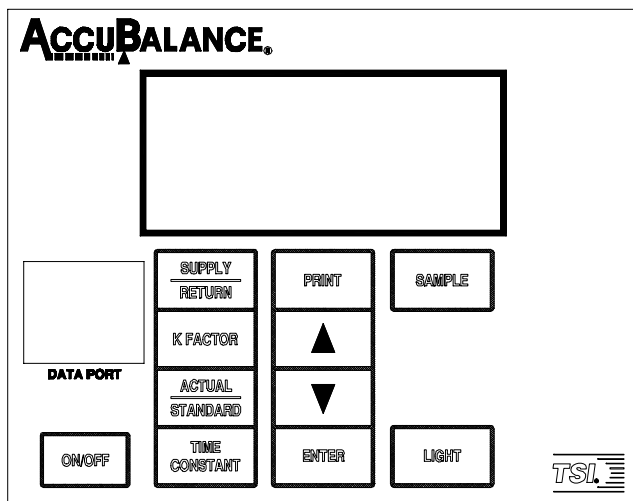 ACCUBALANCE®
SUPPLY
RETURN
PRINT
SAMPLE
K FACTOR
DATA PORT
ACTUAL
STANDARD
ON/OFF
TIME
CONSTANT
ENTER
LIGHT
TSI.